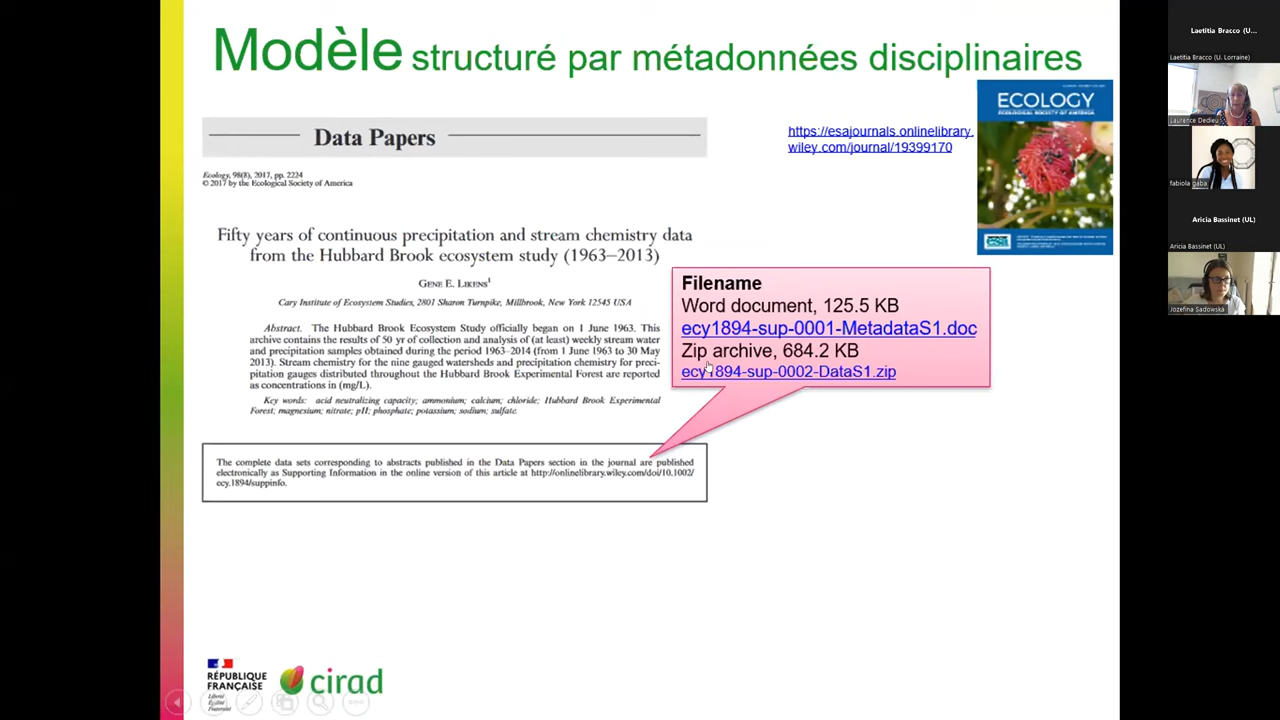 Modèle structuré par métadonnées disciplinaires
Data Papers
Ecology, 98(8), 2017, pp. 2224
© 2017 by the Ecological Society of America
https://esajournals.onlinelibrary.
wiley.com/journal/19399170
ECOLOGY
ECOLOGICAL SOCIETY OF AMERICA
Fifty years of continuous precipitation and stream chemistry data
from the Hubbard Brook ecosystem study (1963–2013)
GENE E. LIKENS¹
Cary Institute of Ecosystem Studies, 2801 Sharon Turnpike, Millbrook, New York 12545 USA
Abstract. The Hubbard Brook Ecosystem Study officially began on 1 June 1963. This
archive contains the results of 50 yr of collection and analysis of (at least) weekly stream water
and precipitation samples obtained during the period 1963–2014 (from 1 June 1963 to 30 May
2013). Stream chemistry for the nine gauged watersheds and precipitation chemistry for preci-
pitation gauges distributed throughout the Hubbard Brook Experimental Forest are reported
as concentrations in (mg/L).
Key words: acid neutralizing capacity; ammonium; calcium; chloride; Hubbard Brook Experimental
Forest; magnesium; nitrate; pH; phosphate; potassium; sodium; sulfate.
Filename
Word document, 125.5 KB
ecy1894-sup-0001-MetadataS1.doc
Zip archive, 684.2 KB
ecy1894-sup-0002-DataS1.zip
The complete data sets corresponding to abstracts published in the Data Papers section in the journal are published
electronically as Supporting Information in the online version of this article at http://onlinelibrary.wiley.com/doi/10.1002/
ecy.1894/suppinfo.
RÉPUBLIQUE
FRANÇAISE
Liberté
Égalité
Fraternité
cirad
Laetitia Bracco (U...
Laetitia Bracco (U. Lorraine)
Laurence Dedieu
fabiola gaba
Aricia Bassinet (UL)
Aricia Bassinet (UL)
Jozefina Sadowska